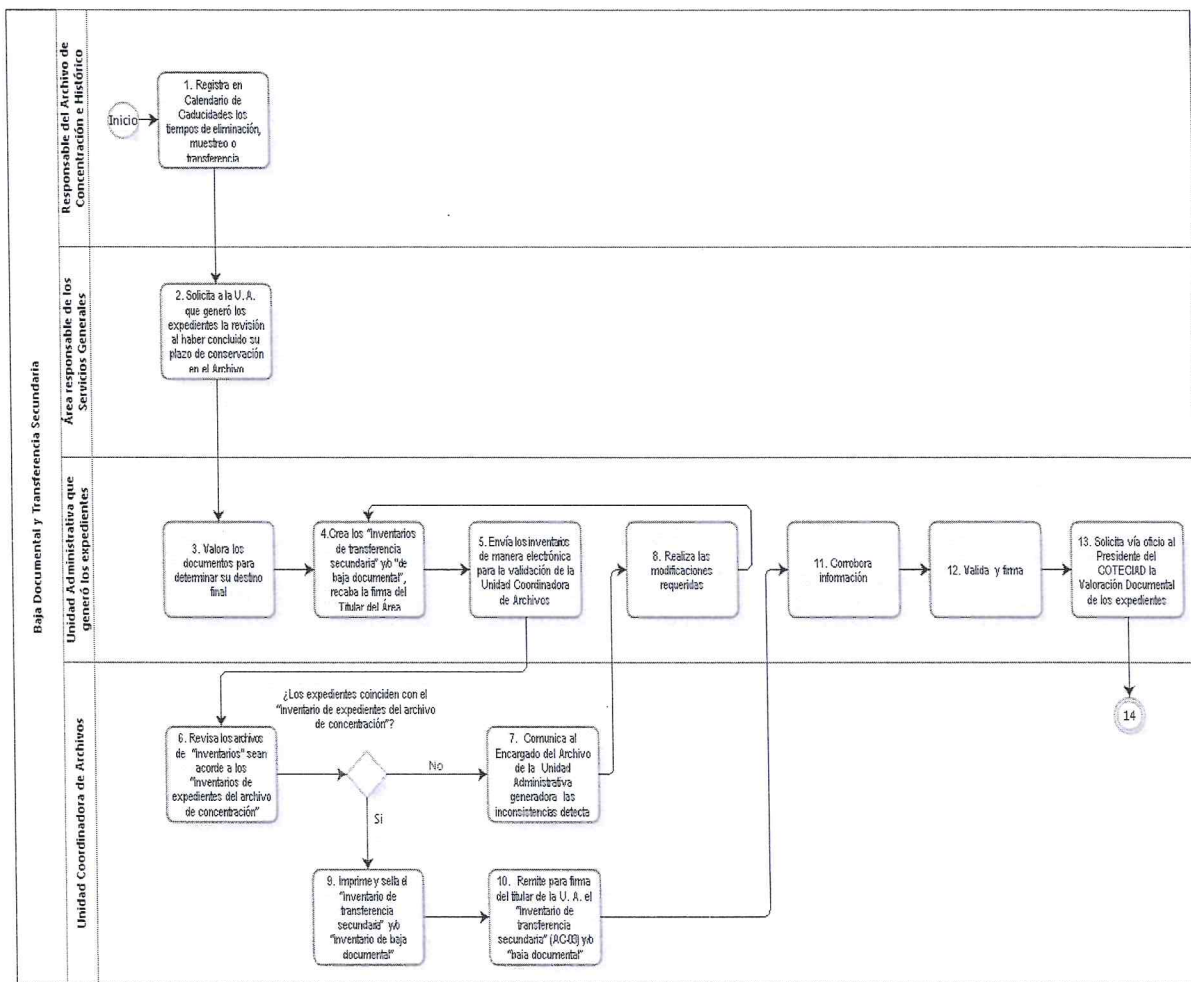 Baja Documental y Transferencia Secundaria
Responsable del Archivo de
Concentración e Histórico
Inicio
1. Registra en
Calendario de
Caducidades los
tiempos de eliminación,
muestreo o
transferencia
Área responsable de los
Servicios Generales
2. Solicita a la U. A.
que generó los
expedientes la revisión
al haber concluido su
plazo de conservación
en el Archivo
Unidad Administrativa que
generó los expedientes
3. Valora los
documentos para
determinar su destino
final
4.Crea los "Inventarios
de transferencia
secundaria" y/o "de
baja documental",
recaba la firma del
Titular del Área
5. Envía los inventarios
de manera electrónica
para la validación de la
Unidad Coordinadora
de Archivos
8. Realiza las
modificaciones
requeridas
11. Corrobora
información
12. Valida y firma
13. Solicita vía oficio al
Presidente del
COTECIAD la
Valoración Documental
de los expedientes
Unidad Coordinadora de Archivos
¿Los expedientes coinciden con el
"inventario de expedientes del archivo
de concentración"?
6. Revisa los archivos
de "inventarios" sean
acorde a los
"Inventarios de
expedientes del archivo
de concentración"
No
Si
7. Comunica al
Encargado del Archivo
de la Unidad
Administrativa
generadora las
inconsistencias detecta
14
9. Imprime y sella el
"Inventario de
transferencia
secundaria" y/o
"Inventario de baja
documental"
10. Remite para firma
del titular de la U. A. el
"Inventario de
transferencia
secundaria" (AC-03) y/o
"baja documental"